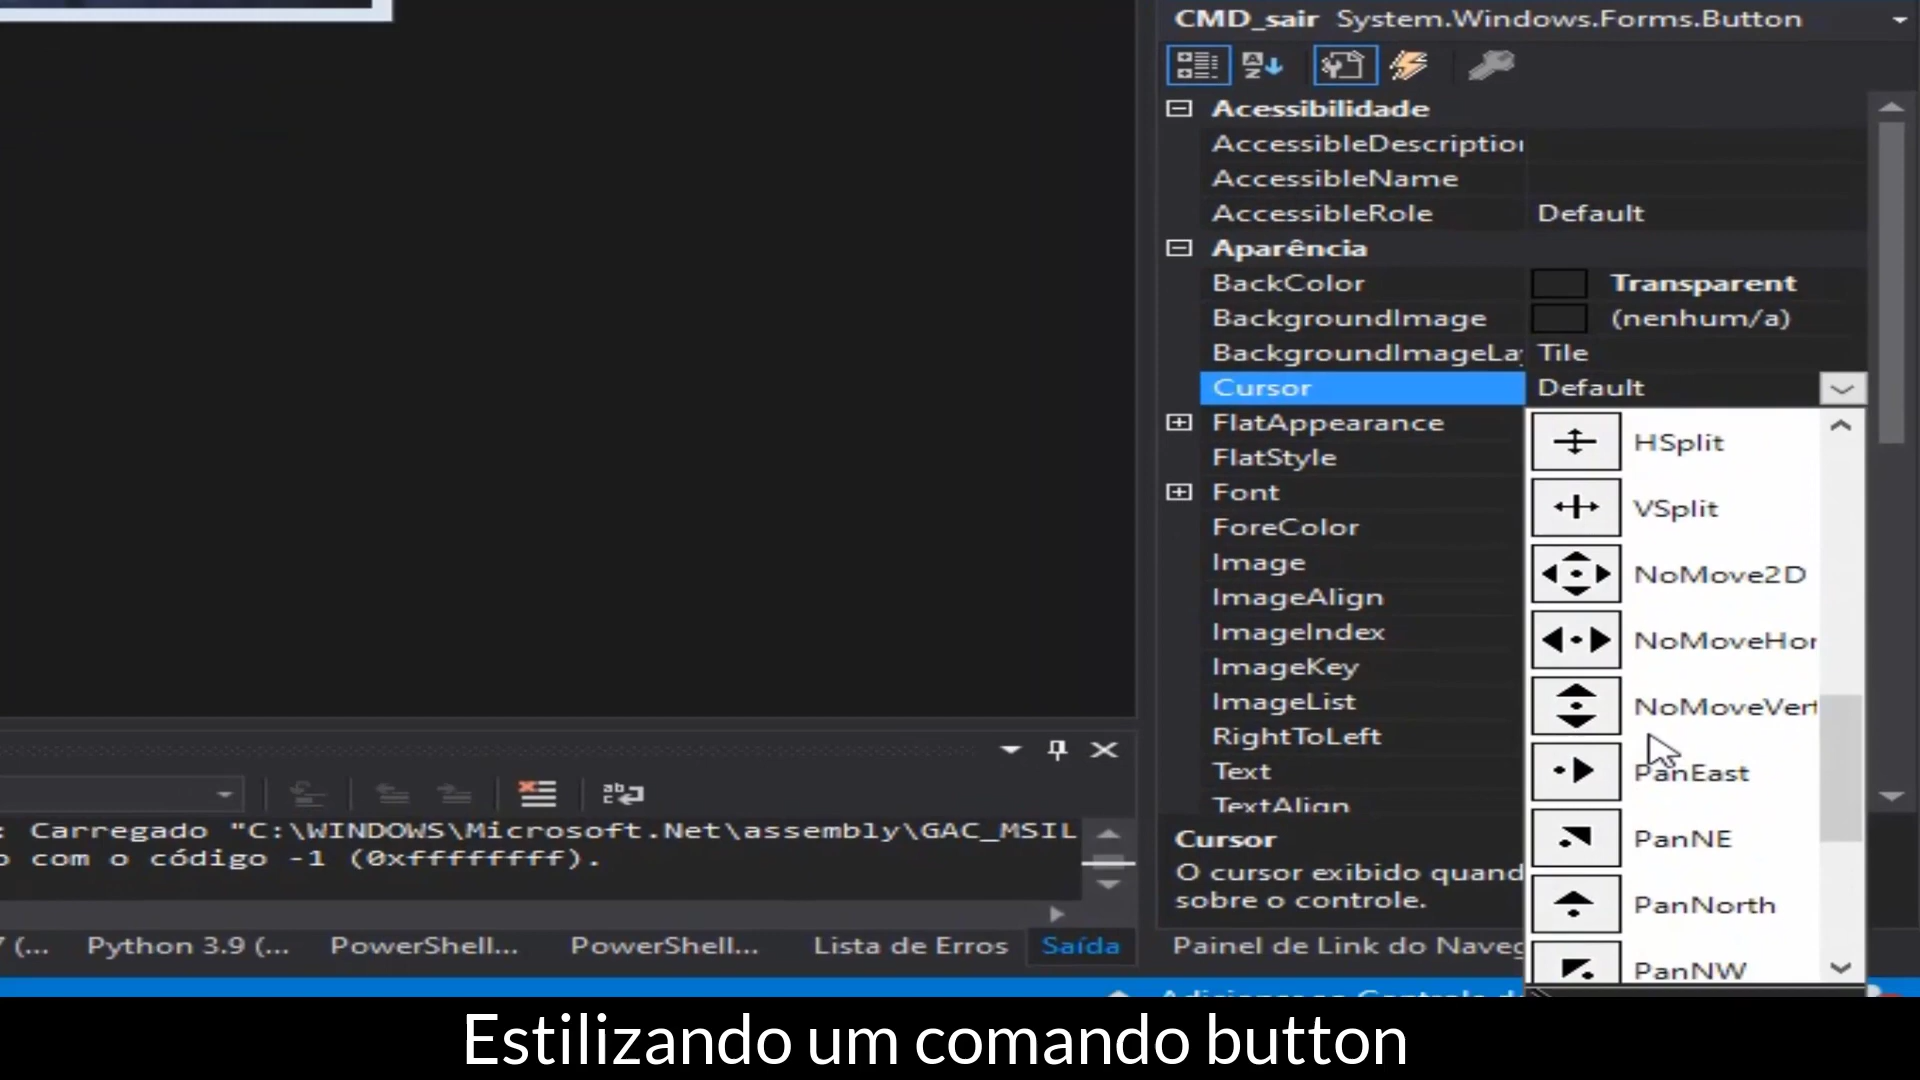 CMD_sair System.Windows.Forms.Button
Acessibilidade
AccessibleDescription
AccessibleName
AccessibleRole Default
Aparência
BackColor Transparent
BackgroundImage (nenhum/a)
BackgroundImageLa Tile
Cursor Default
FlatAppearance
FlatStyle
Font
ForeColor
Image
ImageAlign
ImageIndex
ImageKey
ImageList
RightToLeft
Text
TextAlign
HSplit
VSplit
NoMove2D
NoMoveHor
NoMoveVert
PanEast
PanNE
PanNorth
PanNW
Cursor
O cursor exibido quand
sobre o controle.
Painel de Link do Naveg
: Carregado "C:\WINDOWS\Microsoft.Net\assembly\GAC_MSIL
o com o código -1 (0xffffffff).
7 (... Python 3.9 (... PowerShell... PowerShell... Lista de Erros Saída
Estilizando um comando button